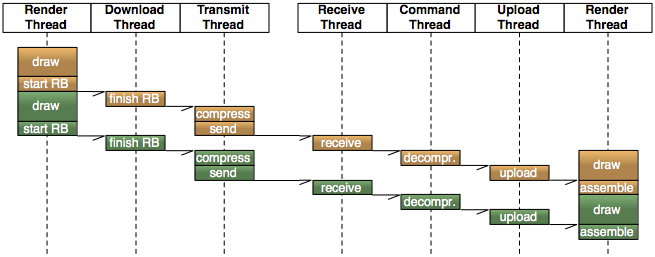 Render Thread
Download Thread
Transmit Thread
Receive Thread
Command Thread
Upload Thread
Render Thread
draw
start RB
draw
finish RB
compress
start RB
send
finish RB
receive
compress
decompr.
draw
send
upload
receive
assemble
decompr.
draw
upload
assemble